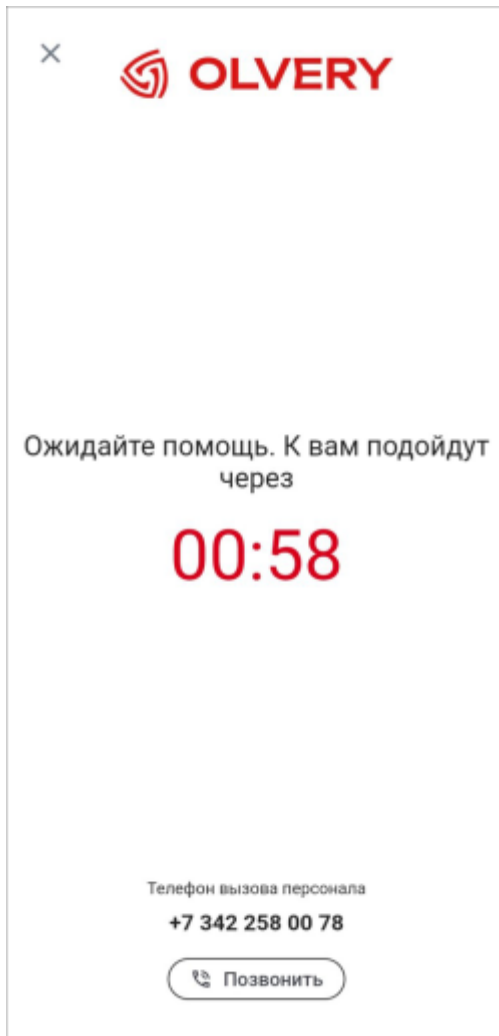 OLVERY
Ожидайте помощь. К вам подойдут
через
00:58
Телефон вызова персонала
+7 342 258 00 78
Позвонить